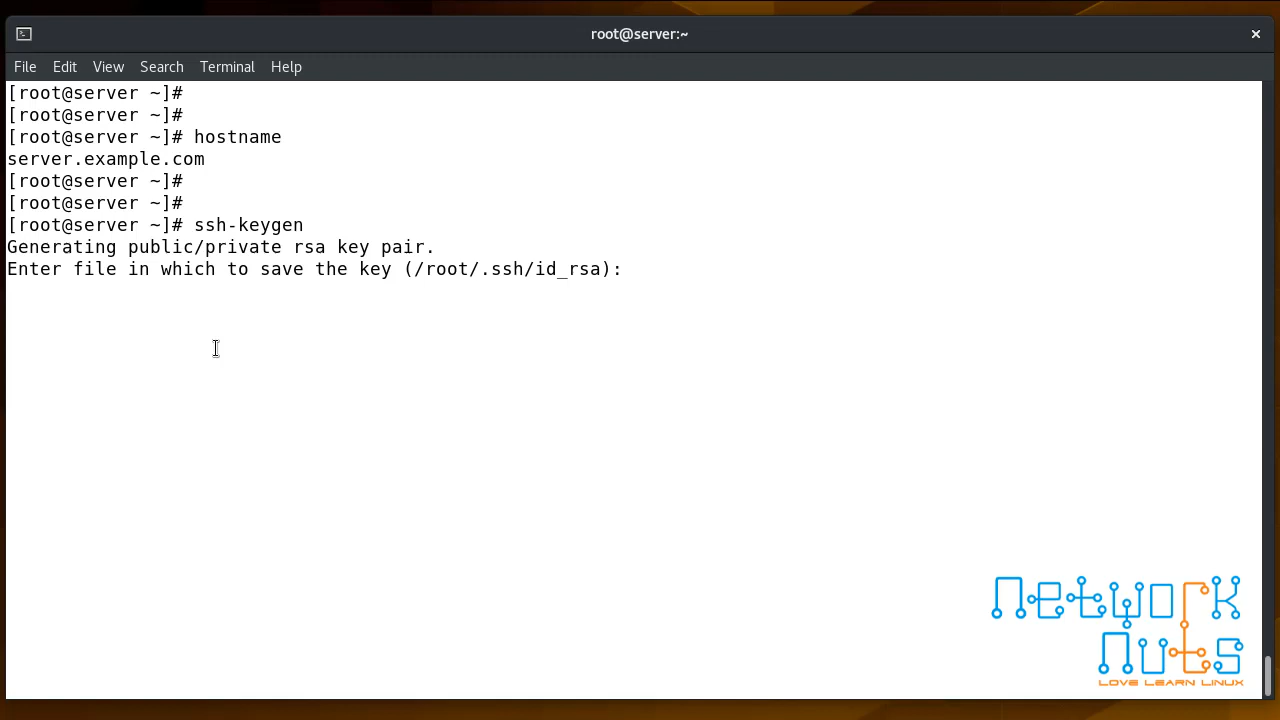 root@server:~
File Edit View Search Terminal Help
[root@server ~]#
[root@server ~]#
[root@server ~]# hostname
server.example.com
[root@server ~]#
[root@server ~]#
[root@server ~]# ssh-keygen
Generating public/private rsa key pair.
Enter file in which to save the key (/root/.ssh/id_rsa):
network
nuts
LOVE LEARN LINUX